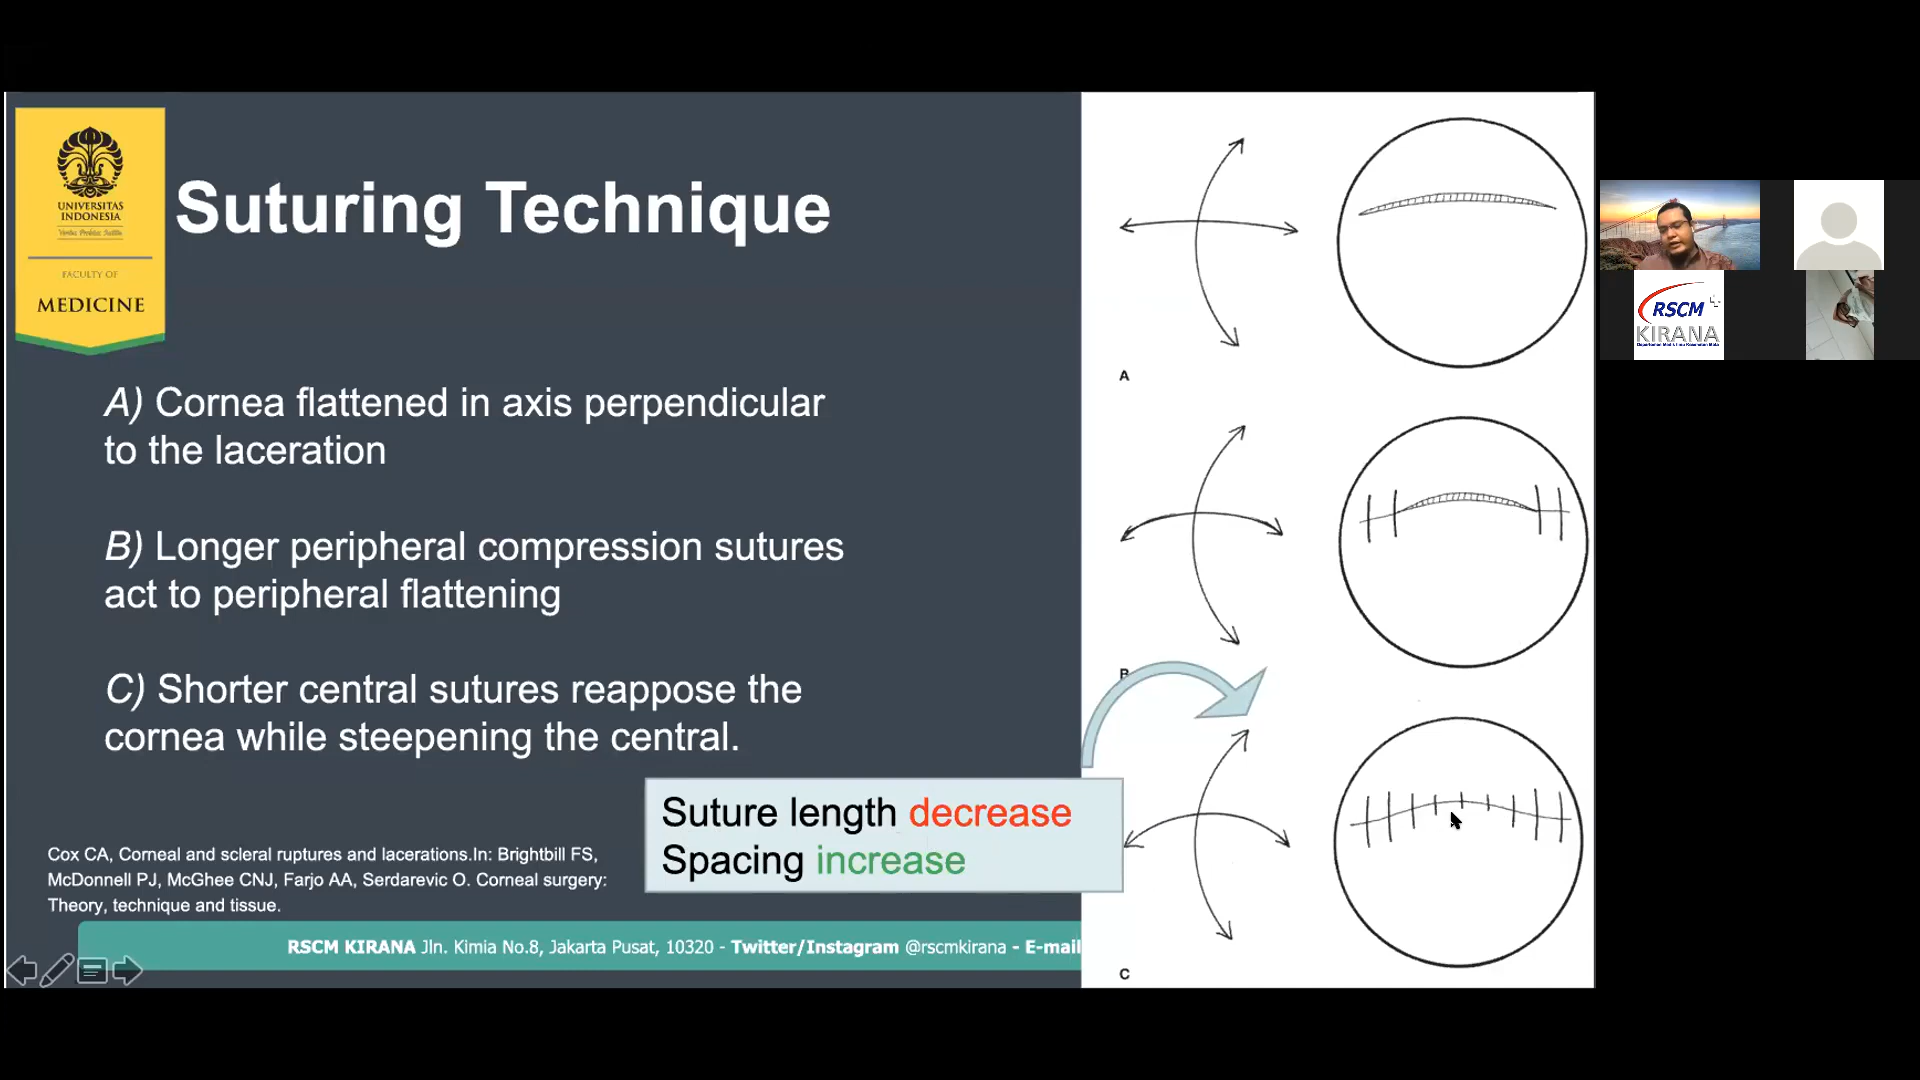 UNIVERSITAS
INDONESIA
FACULTY OF
MEDICINE
Suturing Technique
A) Cornea flattened in axis perpendicular
to the laceration
B) Longer peripheral compression sutures
act to peripheral flattening
C) Shorter central sutures reappose the
cornea while steepening the central.
Suture length decrease
Spacing increase
Cox CA, Corneal and scleral ruptures and lacerations.In: Brightbill FS,
McDonnell PJ, McGhee CNJ, Farjo AA, Serdarevic O. Corneal surgery:
Theory, technique and tissue.
RSCM KIRANA Jln. Kimia No.8, Jakarta Pusat, 10320 - Twitter/Instagram @rscmkirana - E-mail
A
B
C
RSCM
KIRANA